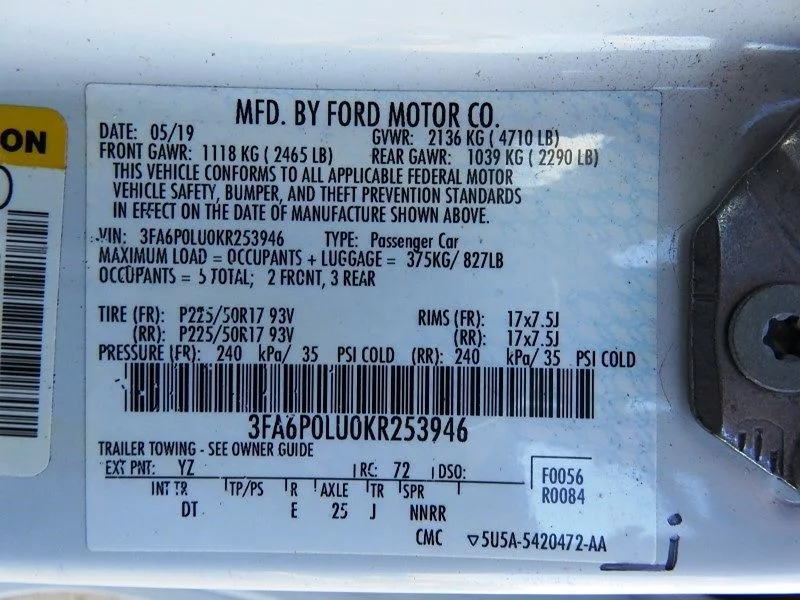 ON
MFD. BY FORD MOTOR CO.
DATE: 05/19 GVWR: 2136 KG ( 4710 LB)
FRONT GAWR: 1118 KG ( 2465 LB) REAR GAWR: 1039 KG ( 2290 LB)
THIS VEHICLE CONFORMS TO ALL APPLICABLE FEDERAL MOTOR
VEHICLE SAFETY, BUMPER, AND THEFT PREVENTION STANDARDS
IN EFFECT ON THE DATE OF MANUFACTURE SHOWN ABOVE.
VIN: 3FA6P0LU0KR253946 TYPE: Passenger Car
MAXIMUM LOAD = OCCUPANTS + LUGGAGE = 375KG/ 827LB
OCCUPANTS = 5 TOTAL; 2 FRONT, 3 REAR
TIRE (FR): P225/50R17 93V RIMS (FR): 17x7.5J
(RR): P225/50R17 93V (RR): 17x7.5J
PRESSURE (FR): 240 kPa/ 35 PSI COLD (RR): 240 kPa/ 35 PSI COLD
3FA6P0LU0KR253946
TRAILER TOWING - SEE OWNER GUIDE
EXT PNT: YZ RC: 72 DSO: F0056
R0084
INT TR TP/PS R AXLE TR SPR
DT E 25 J NNRR
CMC ▽5U5A-5420472-AA